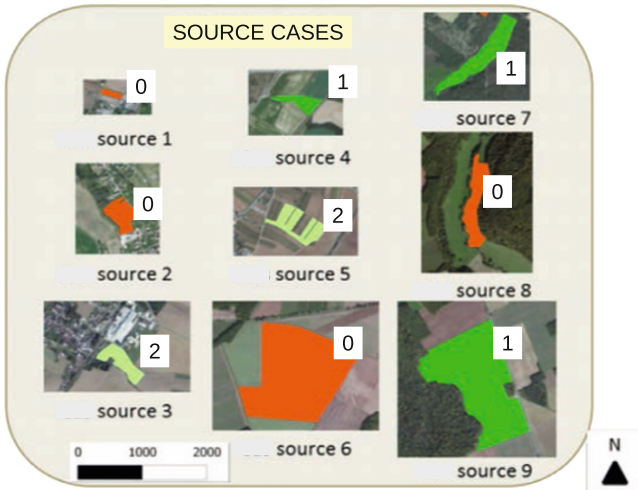 SOURCE CASES
0
source 1
1
source 4
1
source 7
0
source 2
2
source 5
0
source 8
2
source 3
0
source 6
1
source 9
0 1000 2000
N